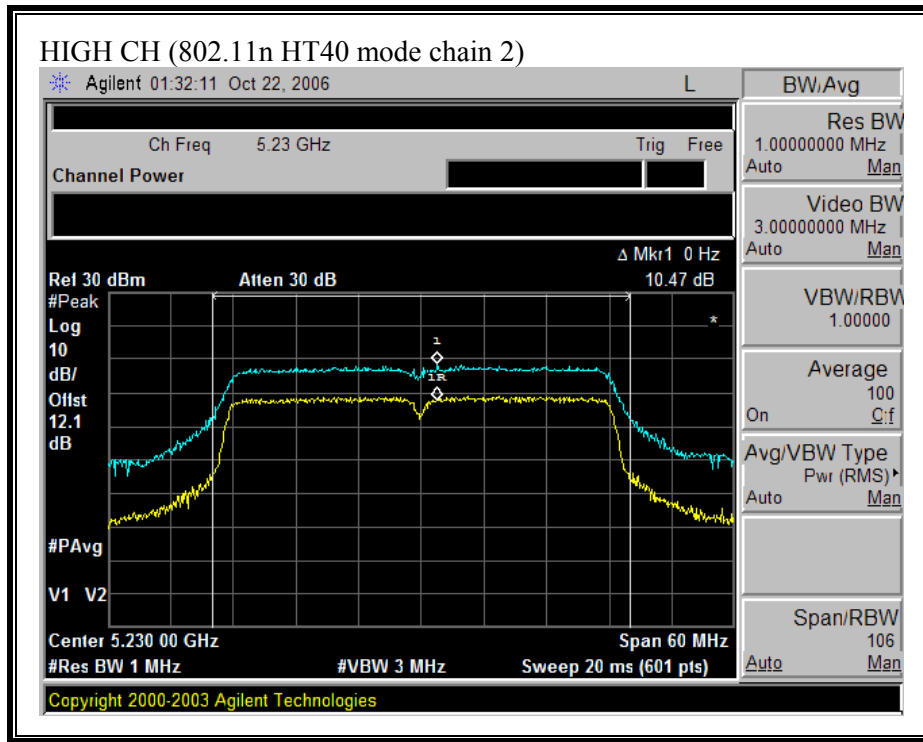 HIGH CH (802.11n HT40 mode chain 2)
Agilent 01:32:11 Oct 22, 2006 L
Ch Freq 5.23 GHz Trig Free
Channel Power
Δ Mkr1 0 Hz
Ref 30 dBm Atten 30 dB 10.47 dB
#Peak
Log
10
dB/
Offst
12.1
dB
*
1
1R
#PAvg
V1 V2
Center 5.230 00 GHz Span 60 MHz
#Res BW 1 MHz #VBW 3 MHz Sweep 20 ms (601 pts)
Copyright 2000-2003 Agilent Technologies
BW/Avg
Res BW
1.00000000 MHz
Auto Man
Video BW
3.00000000 MHz
Auto Man
VBW/RBW
1.00000
Average
100
On Off
Avg/VBW Type
Pwr (RMS)
Auto Man
Span/RBW
106
Auto Man